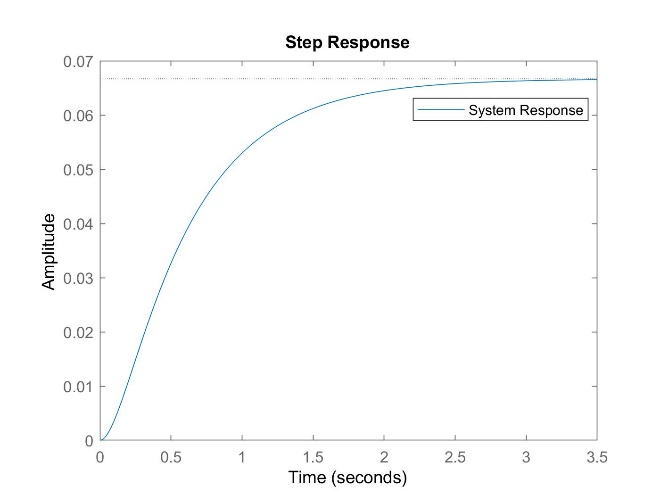 Step Response
0.07
0.06
0.05
0.04
0.03
0.02
0.01
0
Amplitude
System Response
0 0.5 1 1.5 2 2.5 3 3.5
Time (seconds)